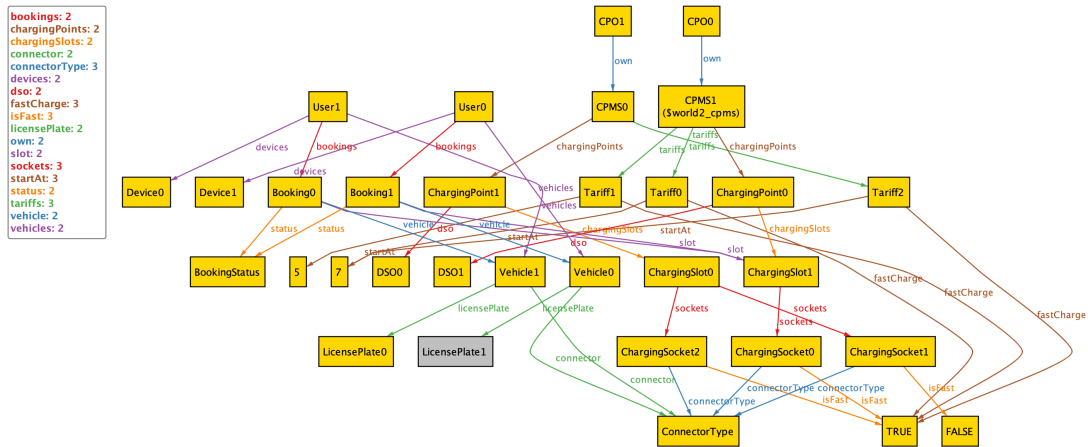 bookings: 2
chargingPoints: 2
chargingSlots: 2
connector: 2
connectorType: 3
devices: 2
dso: 2
fastCharge: 3
isFast: 3
licensePlate: 2
own: 2
slot: 2
sockets: 3
startAt: 3
status: 2
tariffs: 3
vehicle: 2
vehicles: 2
CPO1
CPO0
own
own
User1
User0
CPMS0
CPMS1
($world2_cpms)
devices
bookings
bookings
chargingPoints
tariffs
tariffs
tariffs
chargingPoints
devices
vehicles
vehicles
Device0
Device1
Booking0
Booking1
ChargingPoint1
Tariff1
Tariff0
ChargingPoint0
Tariff2
status
status
vehicle
vehicle
dso
chargingSlots
startAt
startAt
startAt
dso
slot
slot
chargingSlots
BookingStatus
5
7
DSO0
DSO1
Vehicle1
Vehicle0
ChargingSlot0
ChargingSlot1
fastCharge
fastCharge
fastCharge
licensePlate
licensePlate
sockets
sockets
sockets
LicensePlate0
LicensePlate1
ChargingSocket2
ChargingSocket0
ChargingSocket1
connector
connector
connectorType
connectorType
connectorType
isFast
isFast
isFast
ConnectorType
TRUE
FALSE